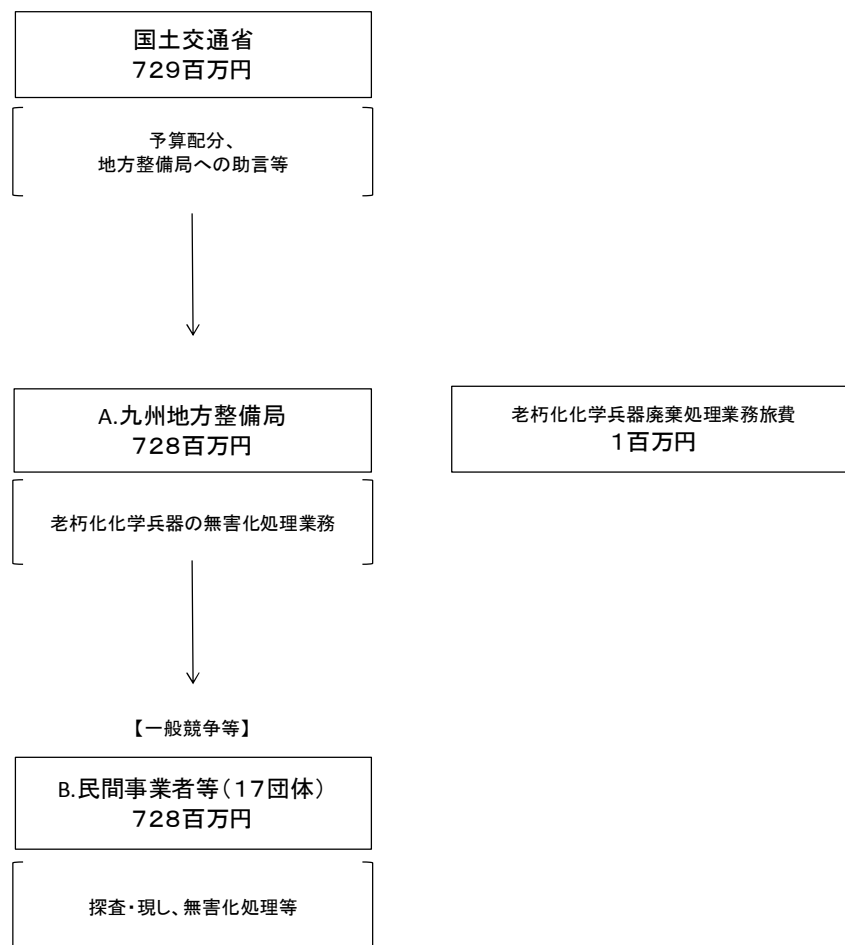 国土交通省
７２９百万円
予算配分、
地方整備局への助言等
A.九州地方整備局
７２８百万円
老朽化化学兵器廃棄処理業務旅費
１百万円
老朽化化学兵器の無害化処理業務
【一般競争等】
B.民間事業者等（１７団体）
７２８百万円
探査・現し、無害化処理等